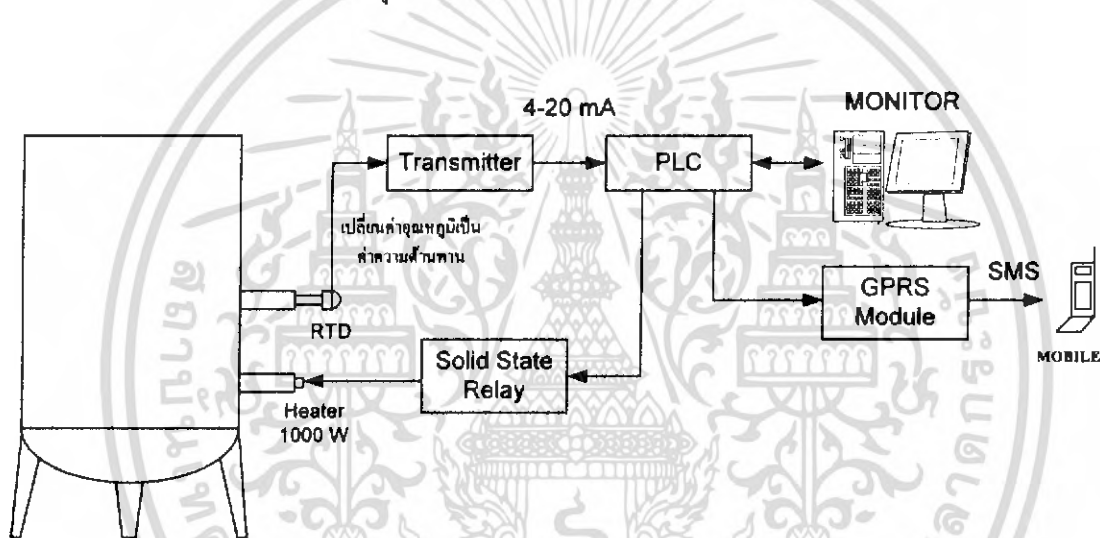 4-20 mA
MONITOR
Transmitter
PLC
เปลี่ยนค่าอุณหภูมิเป็น
ค่าความต้านทาน
RTD
GPRS
Module
SMS
MOBILE
Solid State
Relay
Heater
1000 W